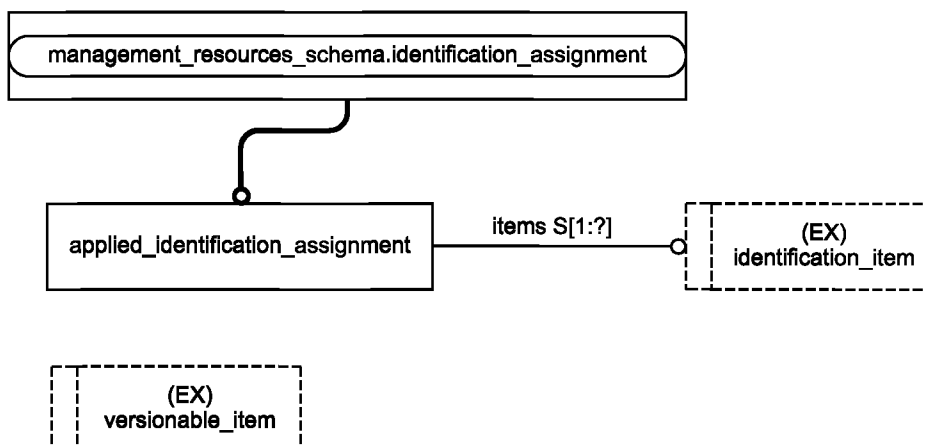 management_resources_schema.identification_assignment
applied_identification_assignment
items S[1:?]
(EX)
identification_item
(EX)
versionable_item